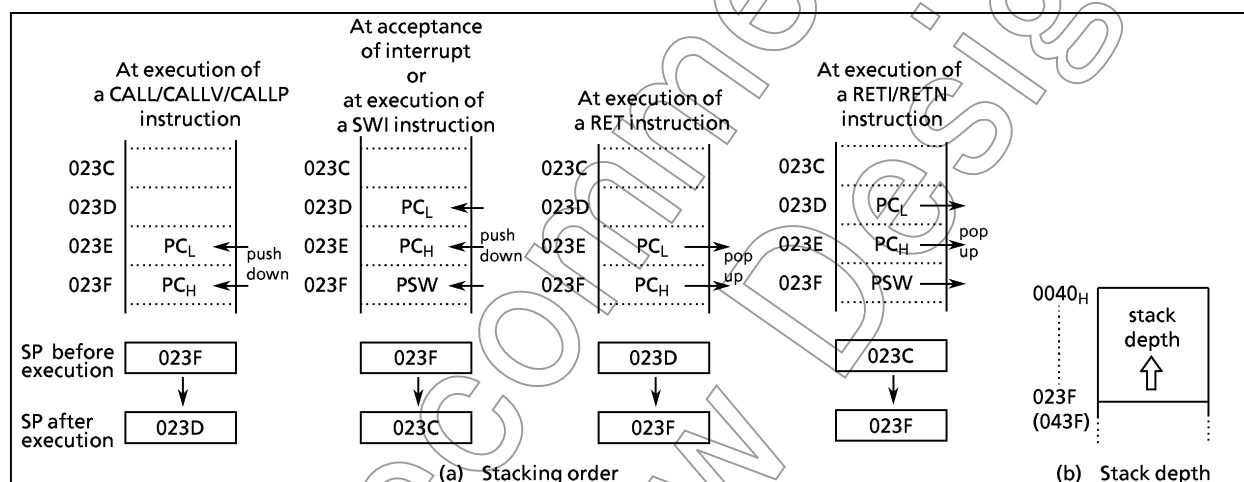 At execution of
a CALL/CALLV/CALLP
instruction
023C
023D
023E PCL
023F PCH
push
down
At acceptance
of interrupt
or
at execution of
a SWI instruction
023C
023D PCL
023E PCH
023F PSW
push
down
At execution of
a RET instruction
023C
023D
023E PCL
023F PCH
pop
up
At execution of
a RETI/RETN
instruction
023C
023D PCL
023E PCH
023F PSW
pop
up
SP before
execution
023F 023F 023D 023C
SP after
execution
023D 023C 023F 023F
(a) Stacking order
0040H
stack
depth
023F
(043F)
(b) Stack depth